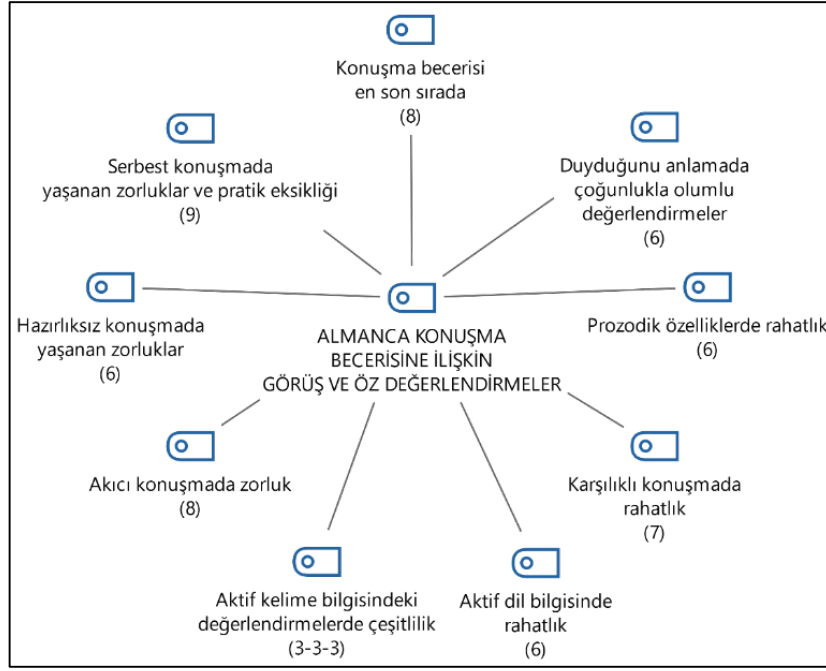 Konuşma becerisi
en son sırada
(8)
Serbest konuşmada
yaşanan zorluklar ve pratik eksikliği
(9)
Duyduğunu anlamada
çoğunlukla olumlu
değerlendirmeler
(6)
Hazırlıksız konuşmada
yaşanan zorluklar
(6)
Prozodik özelliklerde rahatlık
(6)
ALMANCA KONUŞMA
BECERİSİNE İLİŞKİN
GÖRÜŞ VE ÖZ DEĞERLENDİRMELER
Akıcı konuşmada zorluk
(8)
Karşılıklı konuşmada
rahatlık
(7)
Aktif kelime bilgisindeki
değerlendirmelerde çeşitlilik
(3-3-3)
Aktif dil bilgisinde
rahatlık
(6)